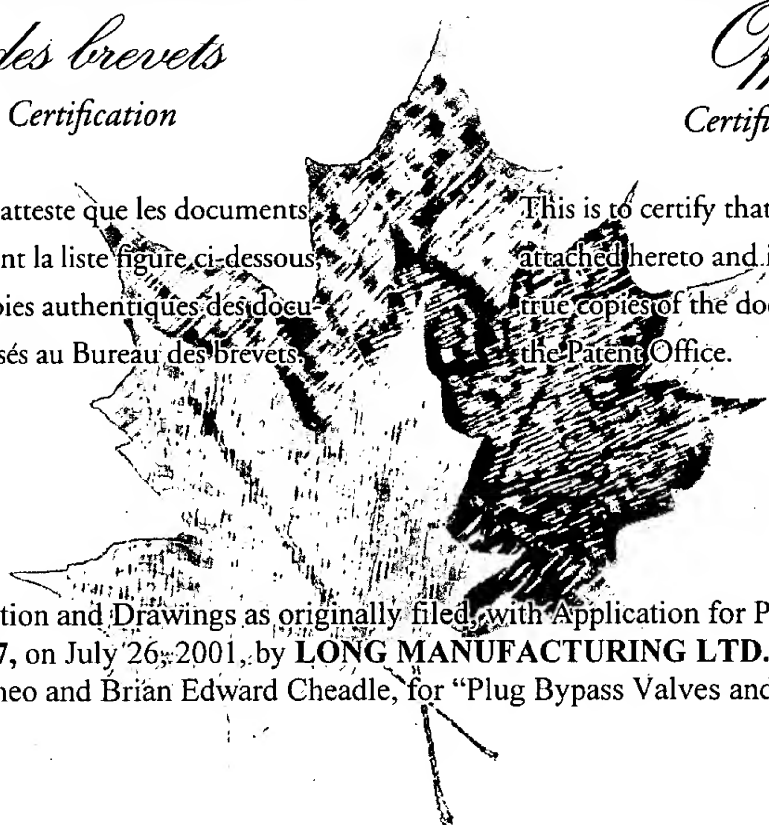 des brevets
Certification
atteste que les documents
nt la liste figure ci-dessous,
pies authentiques des docu-
sés au Bureau des brevets.
This is to certify that
attached hereto and i
true copies of the doc
the Patent Office.
tion and Drawings as originally filed, with Application for P
7, on July 26, 2001, by LONG MANUFACTURING LTD.
neo and Brian Edward Cheadle, for "Plug Bypass Valves and